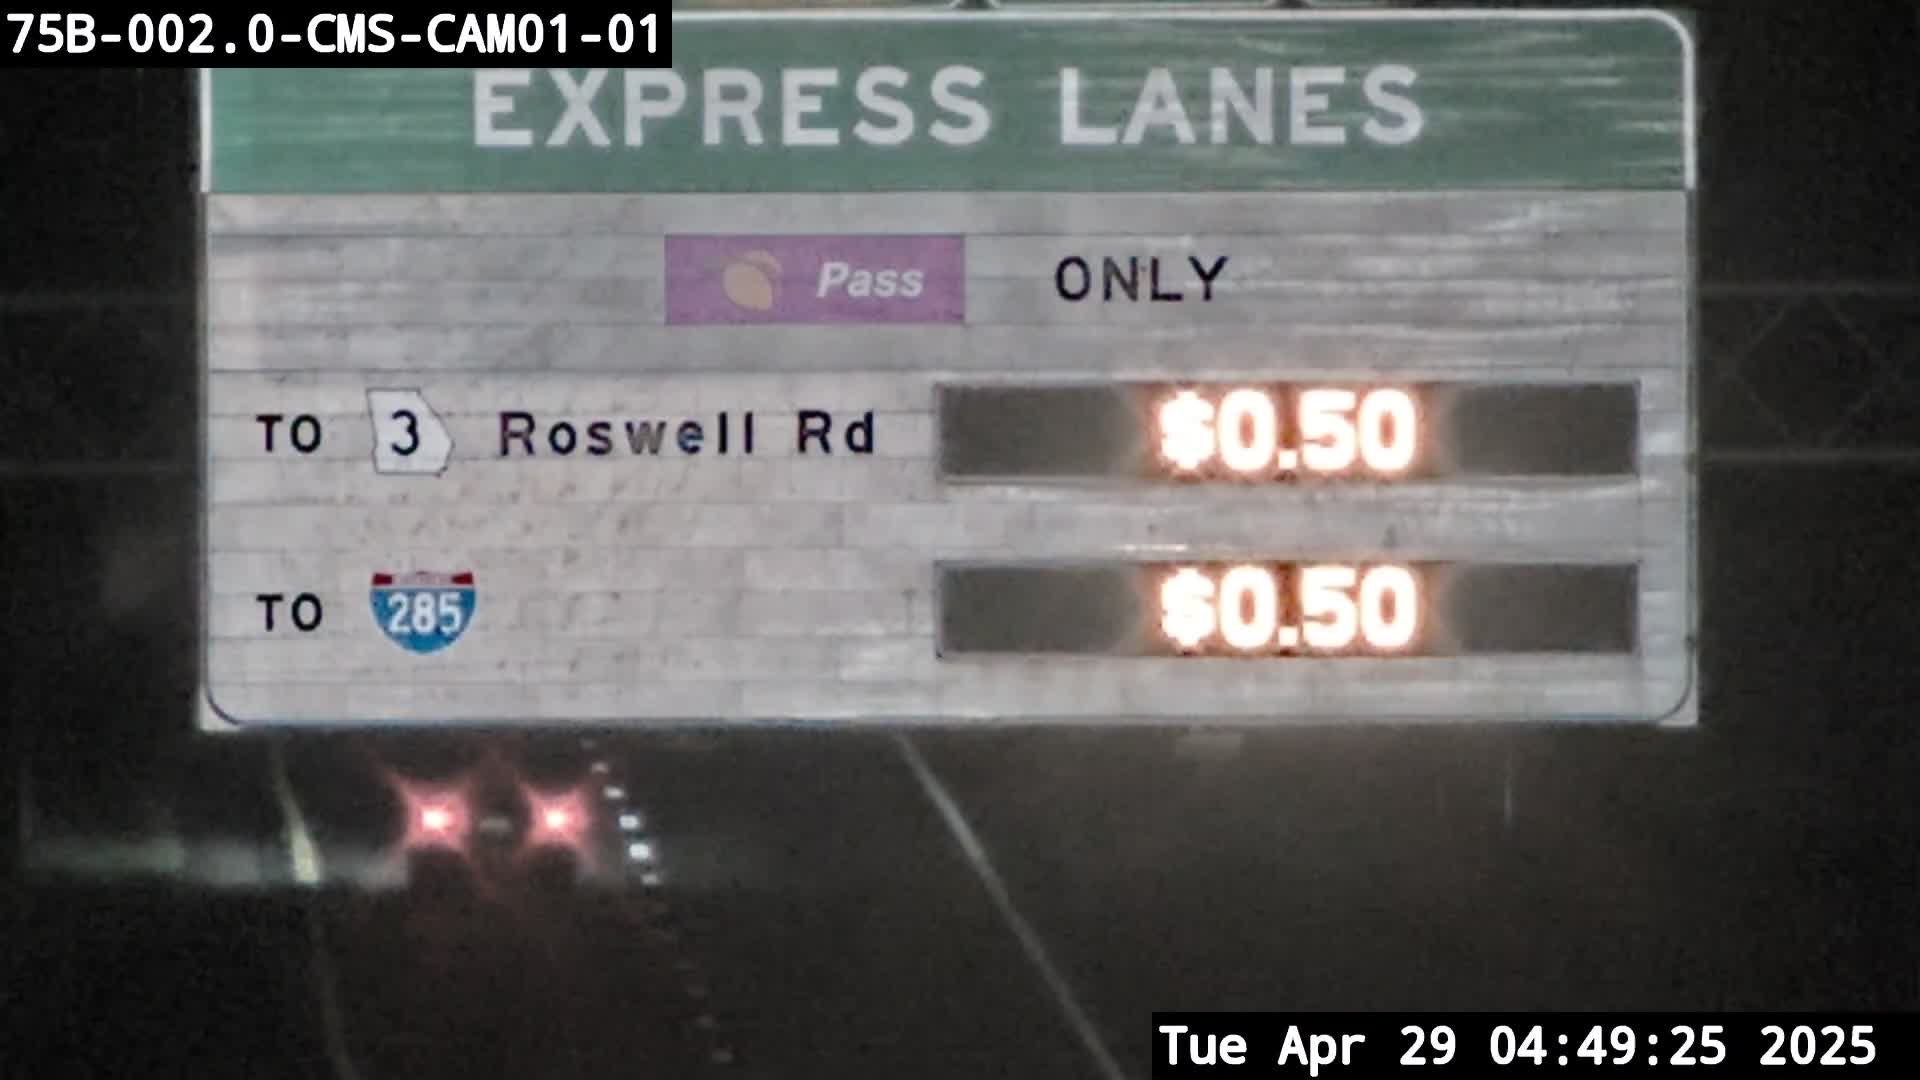 75B-002.0-CMS-CAM01-01
EXPRESS LANES
Pass ONLY
TO 3 Roswell Rd $0.50
TO 285 $0.50
Tue Apr 29 04:49:25 2025